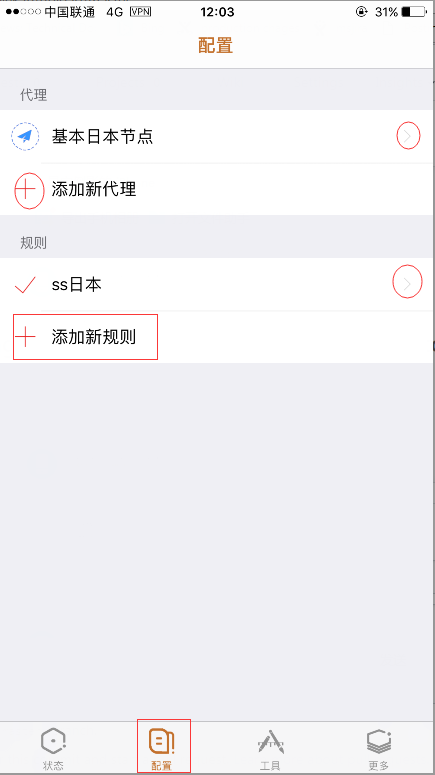 中国联通 4G VPN 12:03 31%
配置
代理
基本日本节点
添加新代理
规则
ss日本
添加新规则
状态 配置 工具 更多